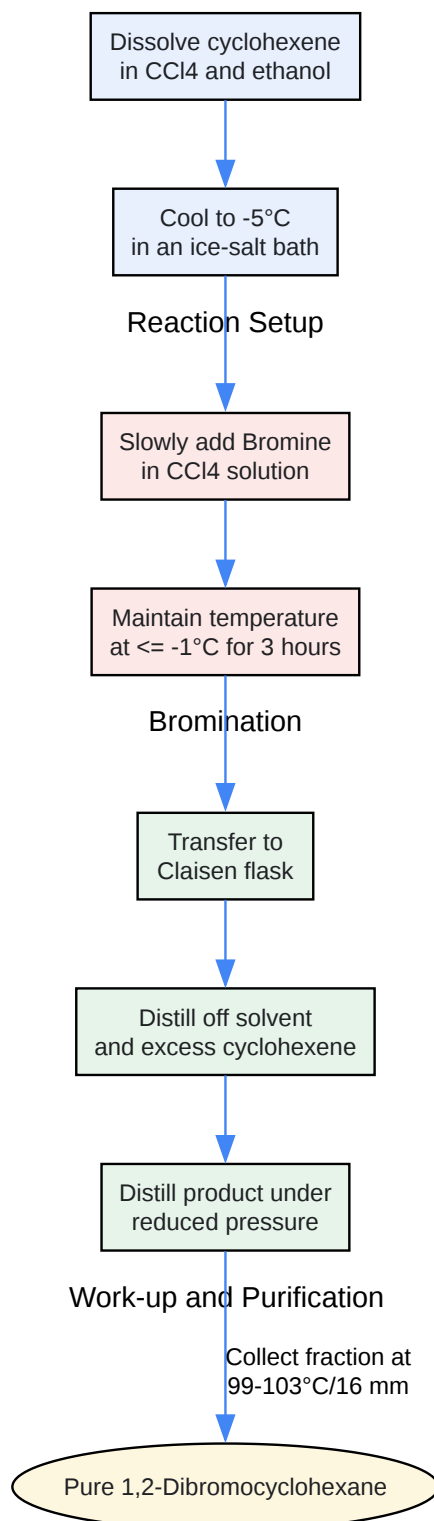 Dissolve cyclohexene
in CCl4 and ethanol
Cool to -5°C
in an ice-salt bath
Reaction Setup
Slowly add Bromine
in CCl4 solution
Maintain temperature
at <= -1°C for 3 hours
Bromination
Transfer to
Claisen flask
Distill off solvent
and excess cyclohexene
Distill product under
reduced pressure
Work-up and Purification
Collect fraction at
99-103°C/16 mm
Pure 1,2-Dibromocyclohexane